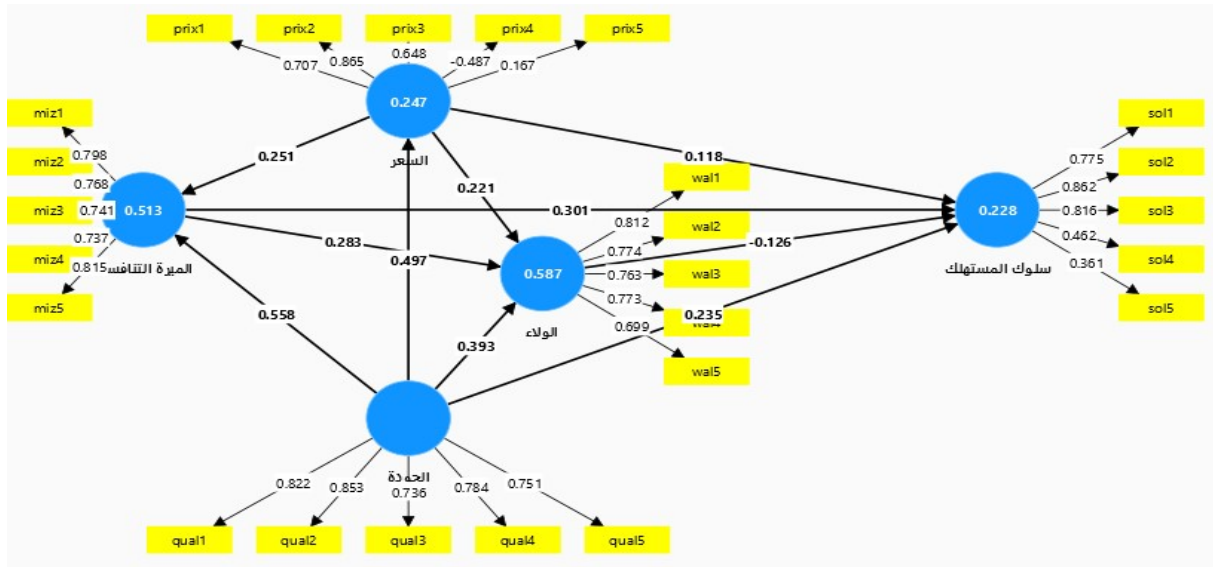 prix1 prix2 prix3 prix4 prix5
0.707 0.865 0.648 -0.487 0.167
0.247
السعر
miz1
miz2
miz3
miz4
miz5
0.798
0.768
0.741
0.737
0.815
0.513
الميزة التنافس
0.251
0.221
0.118
0.301
0.283
0.497
-0.126
0.558
0.393
0.235
0.587
الولاء
wal1
wal2
wal3
wal4
wal5
0.812
0.774
0.763
0.773
0.699
0.228
سلوك المستهلك
sol1
sol2
sol3
sol4
sol5
0.775
0.862
0.816
0.462
0.361
الجودة
0.822 0.853 0.736 0.784 0.751
qual1 qual2 qual3 qual4 qual5